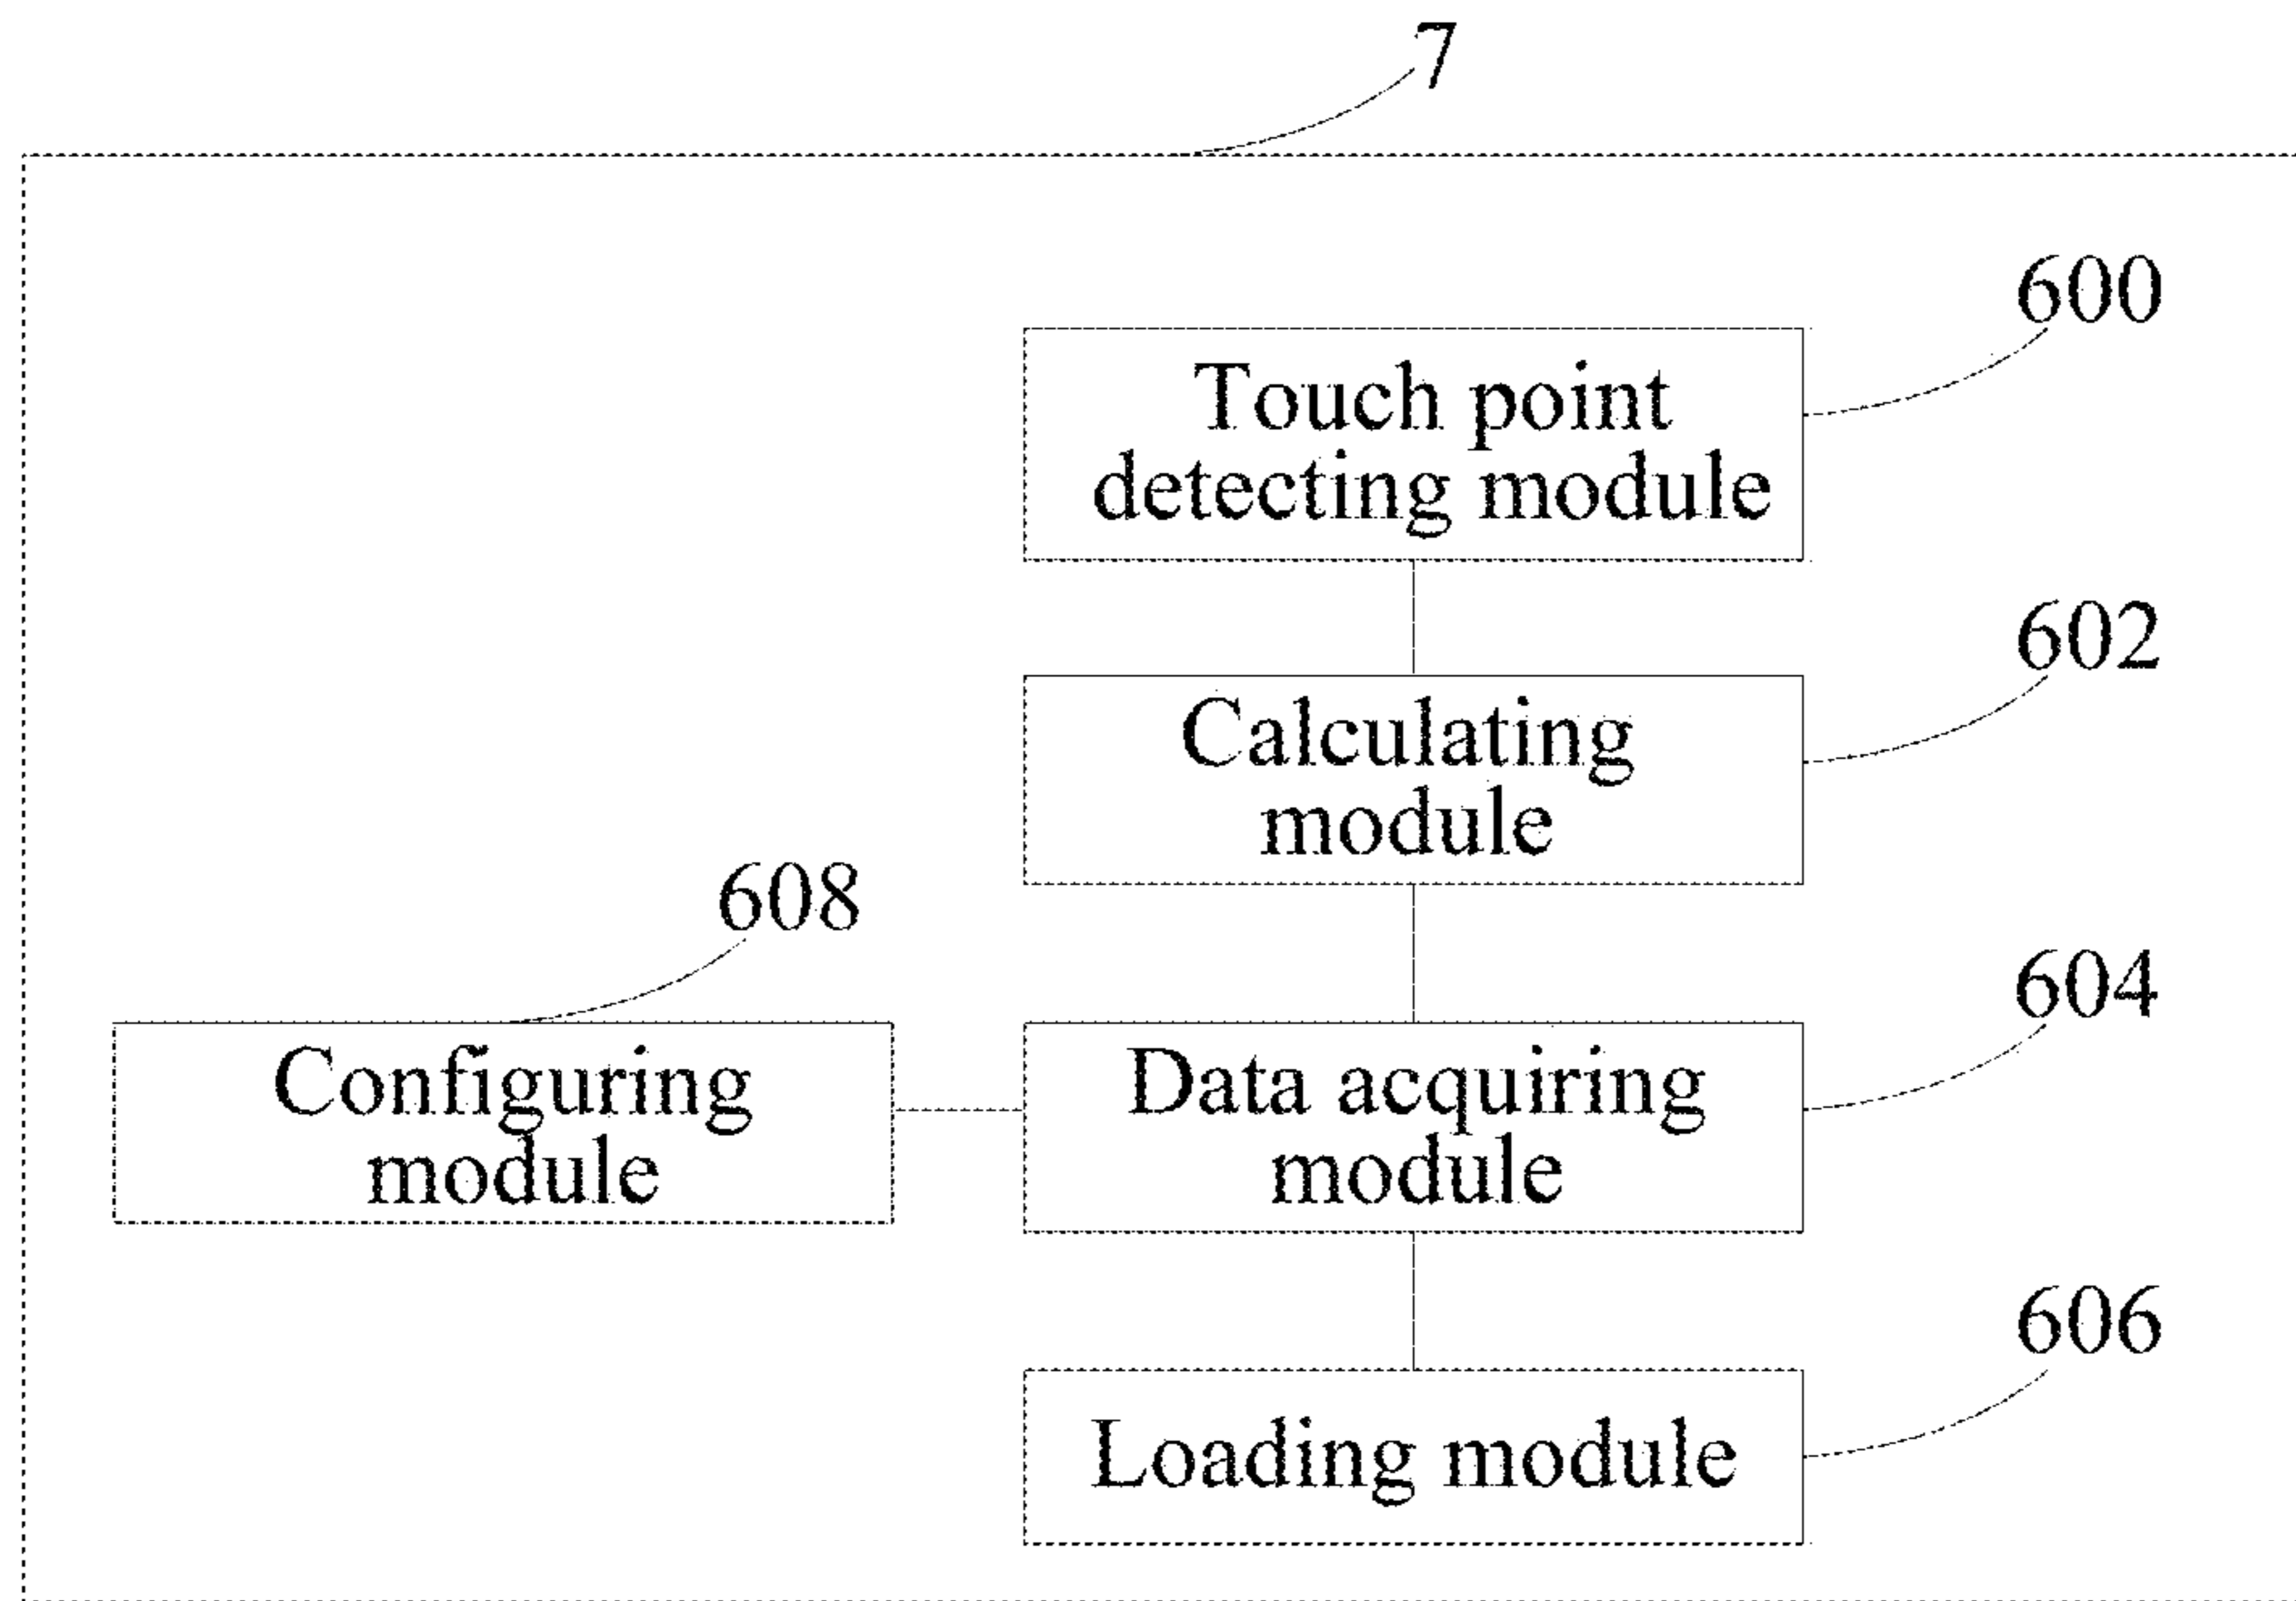 7
600
Touch point
detecting module
602
Calculating
module
608
604
Configuring
module
Data acquiring
module
606
Loading module